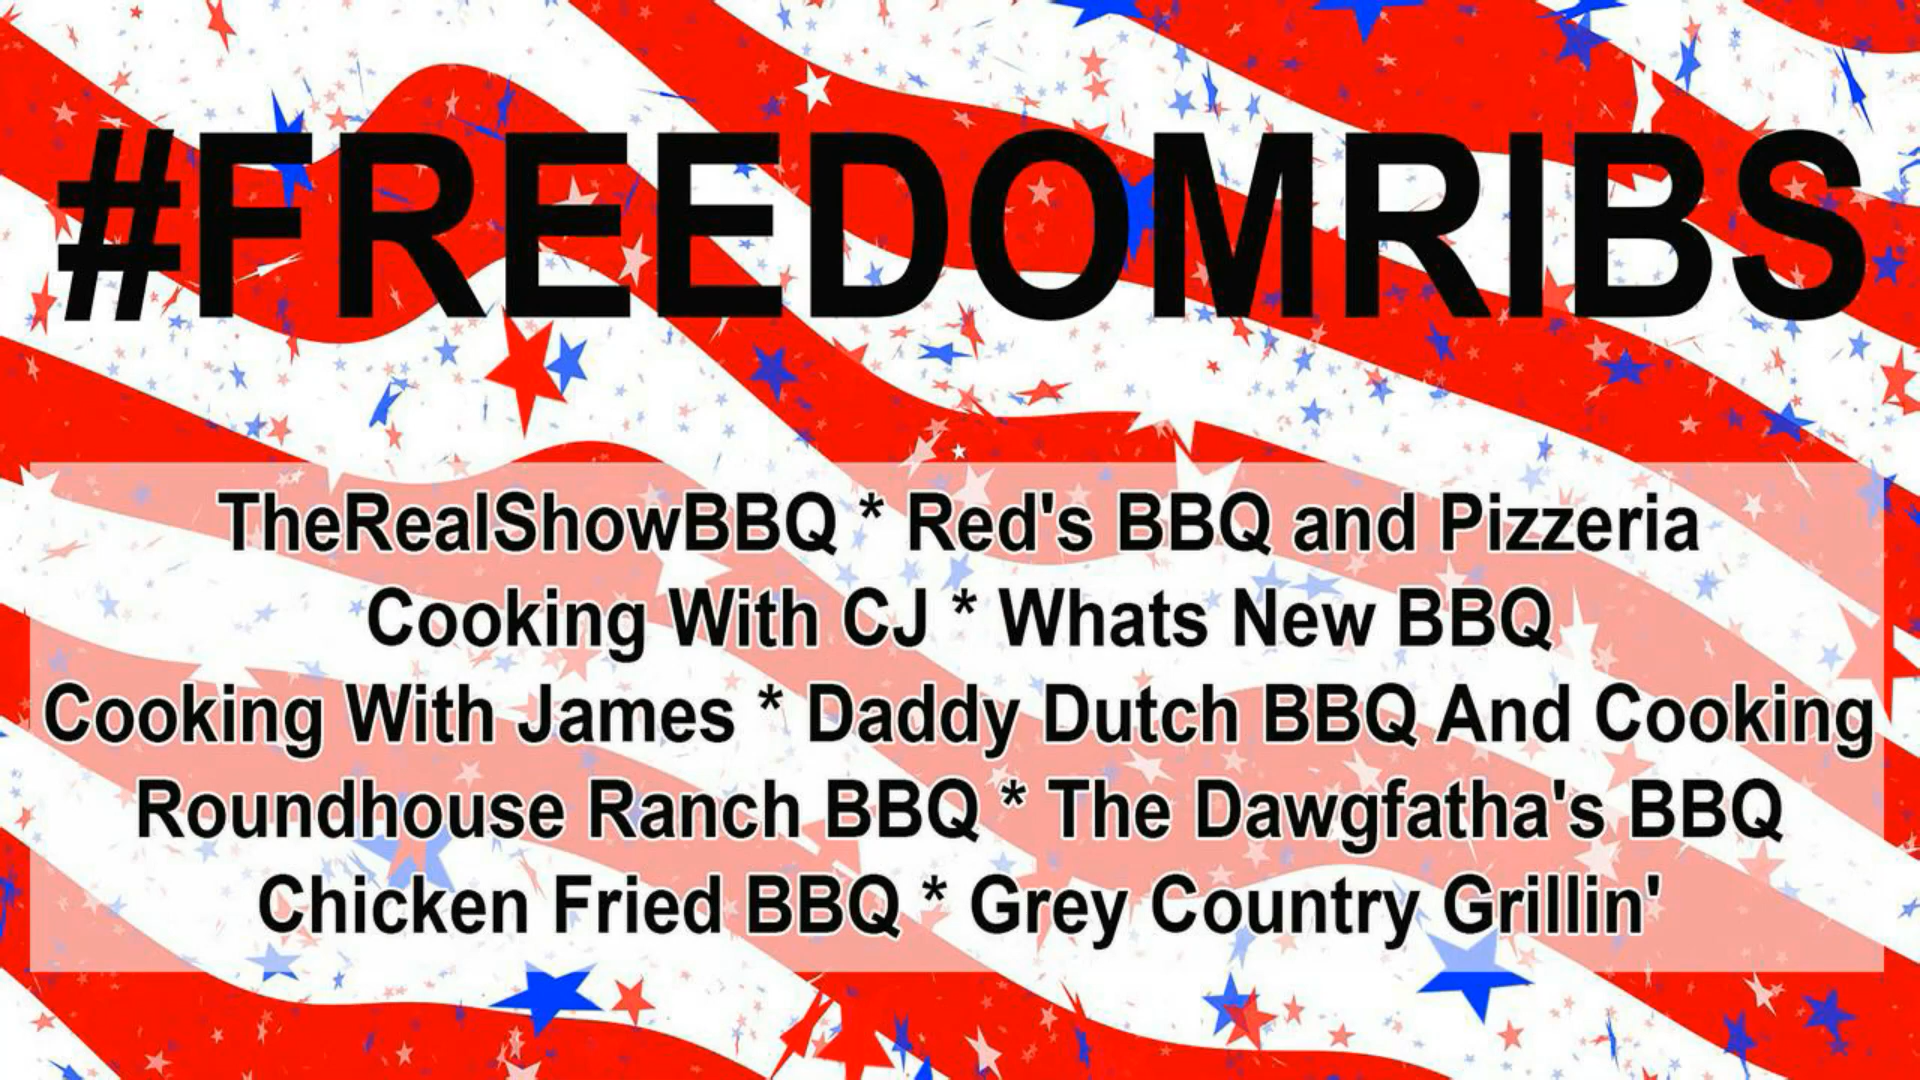 #FREEDOMRIBS
TheRealShowBBQ * Red's BBQ and Pizzeria
Cooking With CJ * Whats New BBQ
Cooking With James * Daddy Dutch BBQ And Cooking
Roundhouse Ranch BBQ * The Dawgfatha's BBQ
Chicken Fried BBQ * Grey Country Grillin'